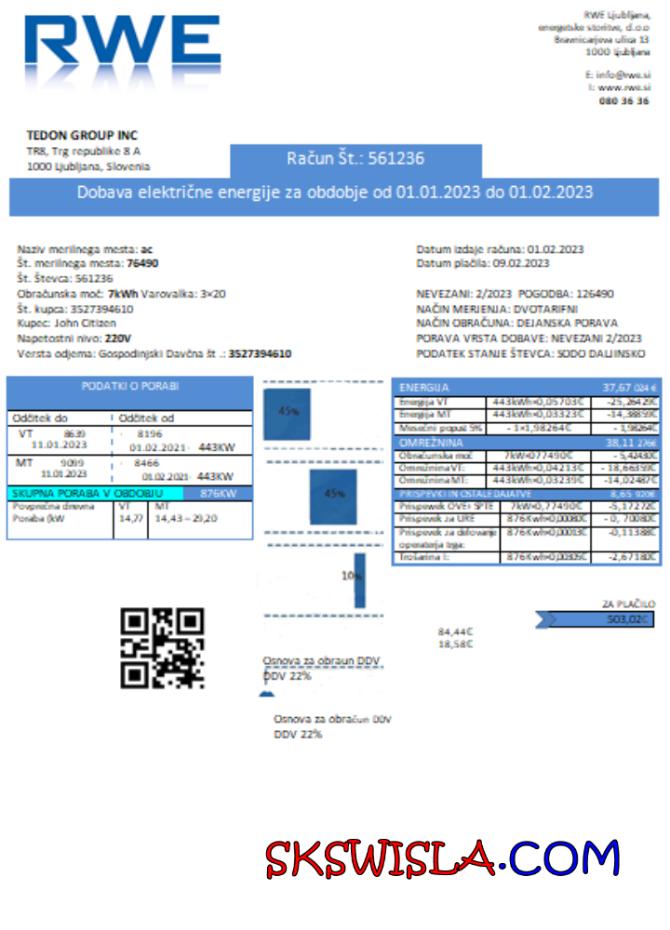 RWE
RWE Ljubljana,
energetske storitve, d.o.o
Bravnicarjeva ulica 13
1000 Ljubljana
E: info@rwe.si
I: www.rwe.si
080 36 36
TEDON GROUP INC
TR8, Trg republike 8 A
1000 Ljubljana, Slovenia
Račun Št.: 561236
Dobava električne energije za obdobje od 01.01.2023 do 01.02.2023
Naziv merilnega mesta: ac
Št. merilnega mesta: 76490
Št. Števca: 561236
Obračunska moč: 7kWh Varovalka: 3×20
Št. kupca: 3527394610
Kupec: John Citizen
Napetostni nivo: 220V
Versta odjema: Gospodinjski Davčna št .: 3527394610
Datum izdaje računa: 01.02.2023
Datum plačila: 09.02.2023
NEVEZANI: 2/2023 POGODBA: 126490
NAČIN MERJENJA: DVOTARIFNI
NAČIN OBRAČUNA: DEJANSKA PORAVA
PORAVA VRSTA DOBAVE: NEVEZANI 2/2023
PODATEK STANJE ŠTEVCA: SODO DALJINSKO
PODATKI O PORABI
Odčitek do Odčitek od
VT 8639 8196
11.01.2023 01.02.2021· 443KW
MT 9099 8466
11.01.2023 01.02.2021· 443KW
SKUPNA PORABA V OBDOBJU 876KW
Povprečna dnevna VT MT
Poraba (kW 14,77 14,43 – 29,20
45%
45%
10%
ENERGIJA 37,67 024 €
Energija VT 443kWh×0,05703€ -25,26429€
Energija MT 443kWh×0,03323€ -14,38859€
Mesečni popust 5% - 1×1,98264€ - 1,98264€
OMREŽNINA 38,11 276€
Obračunska moč 7kW×077490€ - 5,42430€
Omrežnina VT: 443kWh×0,04213€ - 18,66359€
Omrežnina MT: 443kWh×0,03239€ -14,02487€
PRISPEVKI IN OSTALE DAJATVE 8,65 920€
Prispewek OVE+ SPTE 7kW×0,77490€ -5,17272€
Prispevek za URE 876Kwh×0,00080€ - 0, 70080€
Prispevek za delovanje 876Kwh×0,00013€ -0,11388€
operaterja trga:
Trošarina I: 876Kwh×0,00305€ -2,67180€
ZA PLAČILO
503,02€
84,44€
18,58€
Osnova za obraun DDV
DDV 22%
Osnova za obračun DDV
DDV 22%
SKSWISLA.COM